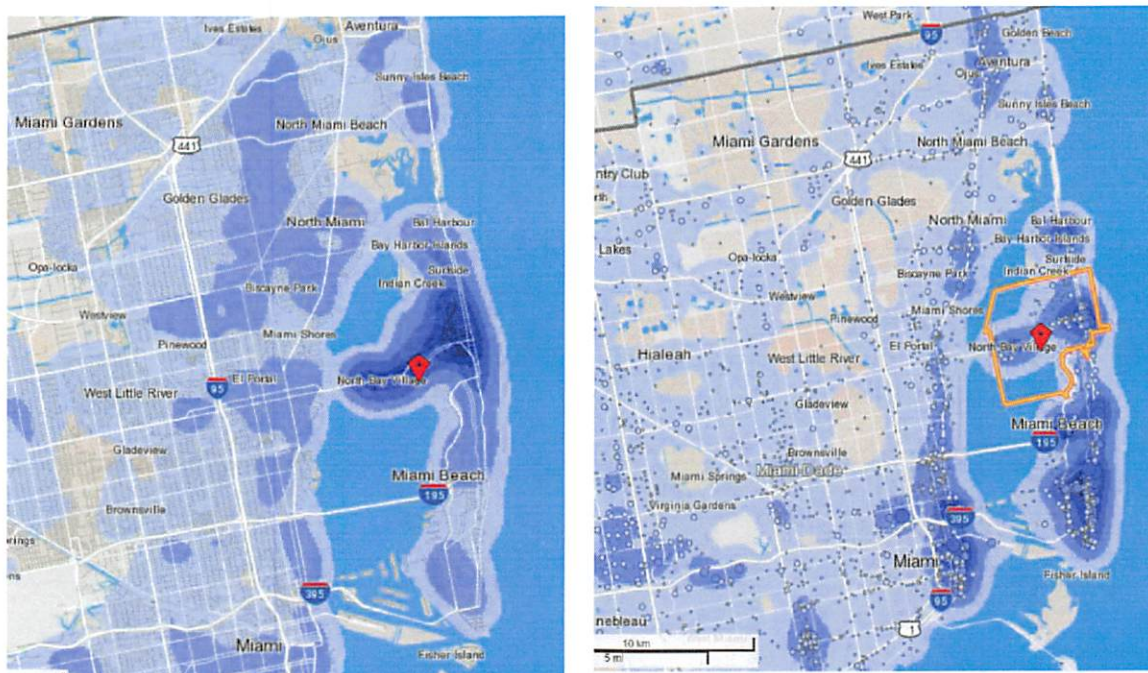 Aventura
Ives Estates
Ojus
Sunny Isles Beach
Miami Gardens
North Miami Beach
441
Golden Glades
North Miami
Bal Harbour
Bay Harbor Islands
Opa-locka
Surfside
Indian Creek
Biscayne Park
Westview
Miami Shores
Pinewood
El Portal
North Bay Village
95
West Little River
Gladeview
Miami Beach
195
Brownsville
prings
ens
395
Miami
Fisher Island
West Park
95
Golden Beach
Ives Estates
Aventura
Ojus
Sunny Isles Beach
Miami Gardens
North Miami Beach
441
ntry Club
Golden Glades
North Miami
Bal Harbour
Bay Harbor Islands
Lakes
Opa-locka
Surfside
Biscayne Park
Indian Creek
Westview
Miami Shores
Pinewood
Hialeah
El Portal
North Bay Village
West Little River
Gladeview
Miami Beach
195
Brownsville
Miami Springs
Miami-Dade
Virginia Gardens
395
Miami
Fisher Island
95
nebleau
1
10 km
5 mi